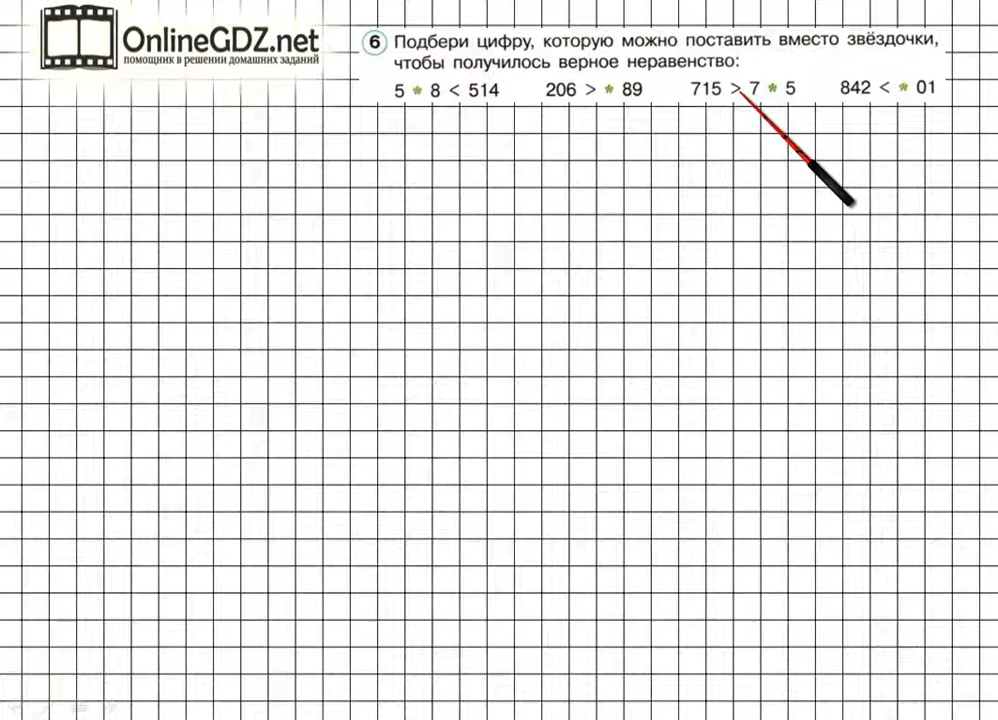 OnlineGDZ.net
помощник в решении домашних заданий
6 Подбери цифру, которую можно поставить вместо звёздочки,
чтобы получилось верное неравенство:
5 * 8 < 514 206 > * 89 715 > 7 * 5 842 < * 01